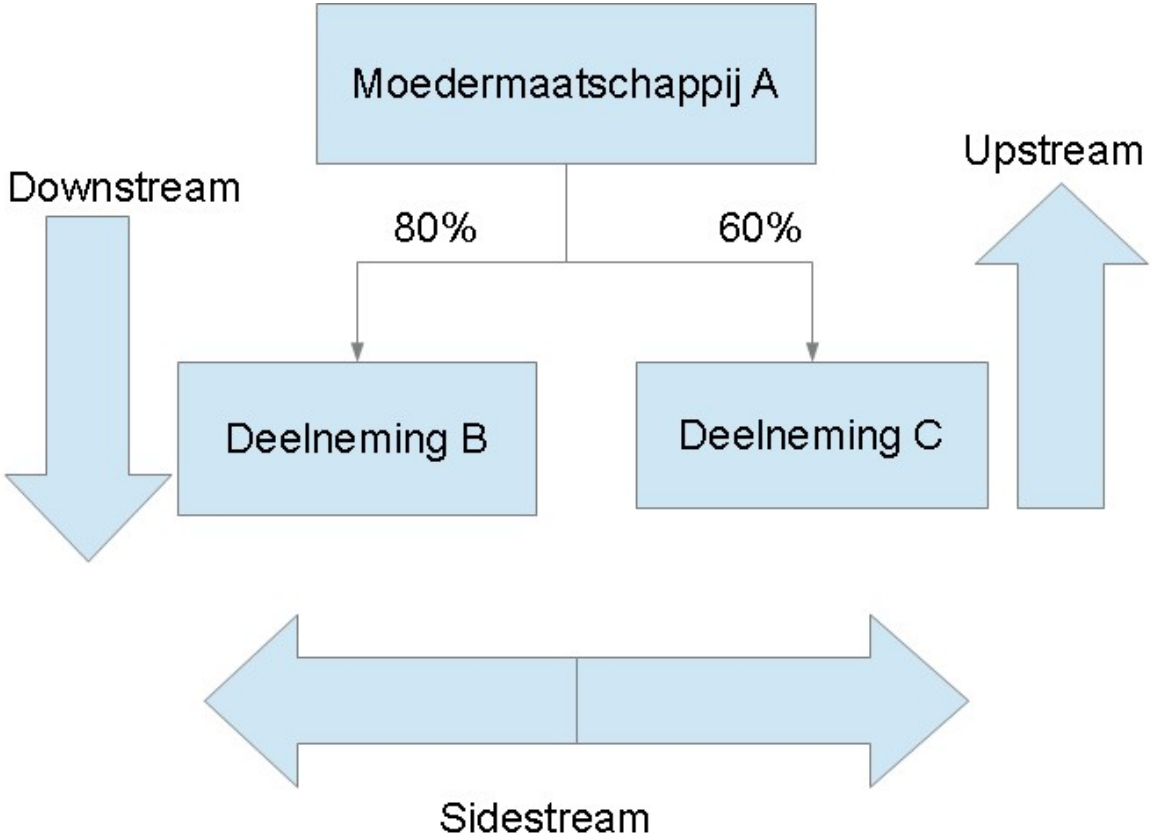 Moedermaatschappij A
Downstream
Upstream
80%
60%
Deelneming B
Deelneming C
Sidestream